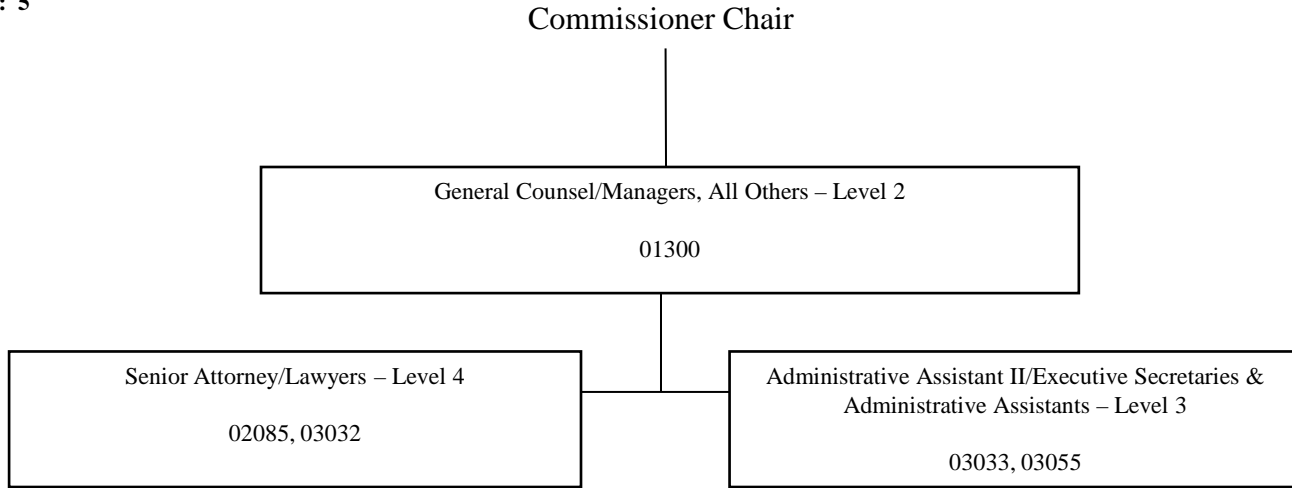 : 5
Commissioner Chair
General Counsel/Managers, All Others – Level 2
01300
Senior Attorney/Lawyers – Level 4
02085, 03032
Administrative Assistant II/Executive Secretaries &
Administrative Assistants – Level 3
03033, 03055